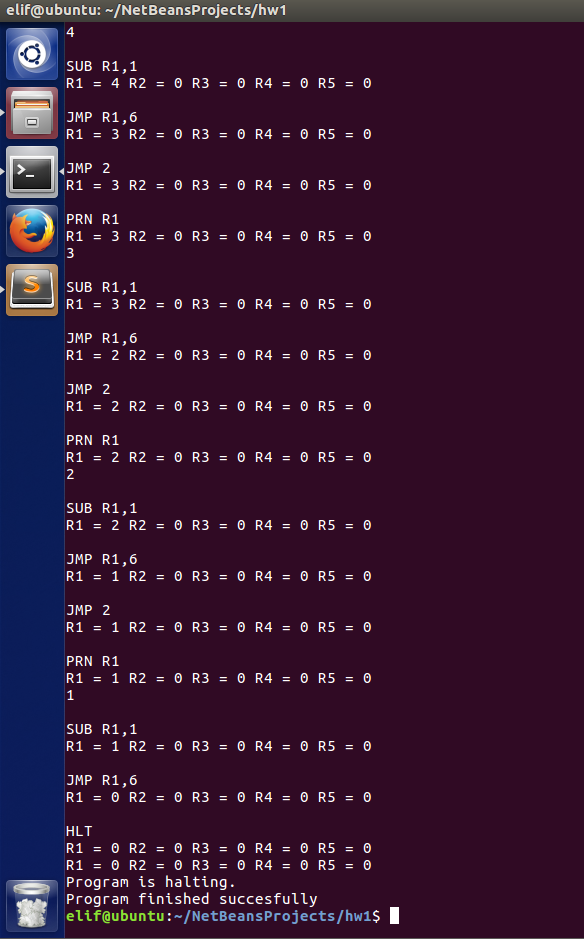 elif@ubuntu: ~/NetBeansProjects/hw1
4
SUB R1,1
R1 = 4 R2 = 0 R3 = 0 R4 = 0 R5 = 0
JMP R1,6
R1 = 3 R2 = 0 R3 = 0 R4 = 0 R5 = 0
JMP 2
R1 = 3 R2 = 0 R3 = 0 R4 = 0 R5 = 0
PRN R1
R1 = 3 R2 = 0 R3 = 0 R4 = 0 R5 = 0
3
SUB R1,1
R1 = 3 R2 = 0 R3 = 0 R4 = 0 R5 = 0
JMP R1,6
R1 = 2 R2 = 0 R3 = 0 R4 = 0 R5 = 0
JMP 2
R1 = 2 R2 = 0 R3 = 0 R4 = 0 R5 = 0
PRN R1
R1 = 2 R2 = 0 R3 = 0 R4 = 0 R5 = 0
2
SUB R1,1
R1 = 2 R2 = 0 R3 = 0 R4 = 0 R5 = 0
JMP R1,6
R1 = 1 R2 = 0 R3 = 0 R4 = 0 R5 = 0
JMP 2
R1 = 1 R2 = 0 R3 = 0 R4 = 0 R5 = 0
PRN R1
R1 = 1 R2 = 0 R3 = 0 R4 = 0 R5 = 0
1
SUB R1,1
R1 = 1 R2 = 0 R3 = 0 R4 = 0 R5 = 0
JMP R1,6
R1 = 0 R2 = 0 R3 = 0 R4 = 0 R5 = 0
HLT
R1 = 0 R2 = 0 R3 = 0 R4 = 0 R5 = 0
R1 = 0 R2 = 0 R3 = 0 R4 = 0 R5 = 0
Program is halting.
Program finished succesfully
elif@ubuntu:~/NetBeansProjects/hw1$